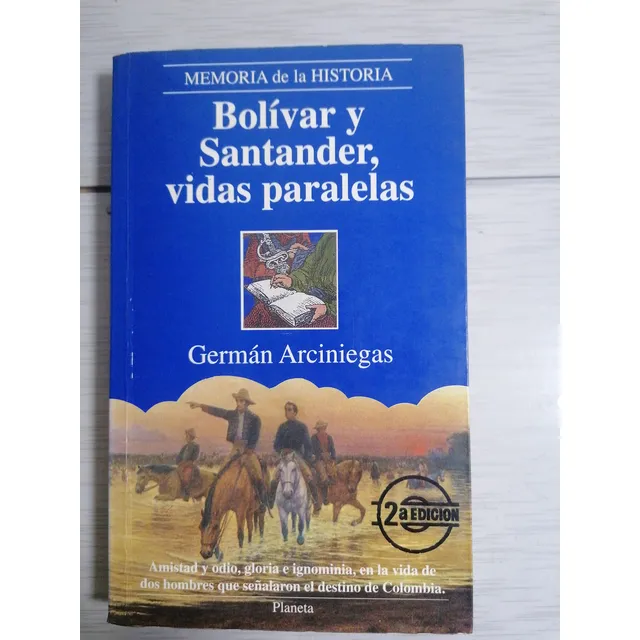 MEMORIA de la HISTORIA
Bolívar y
Santander,
vidas paralelas
Germán Arciniegas
2a EDICION
Amistad y odio, gloria e ignominia, en la vida de
dos hombres que señalaron el destino de Colombia.
Planeta